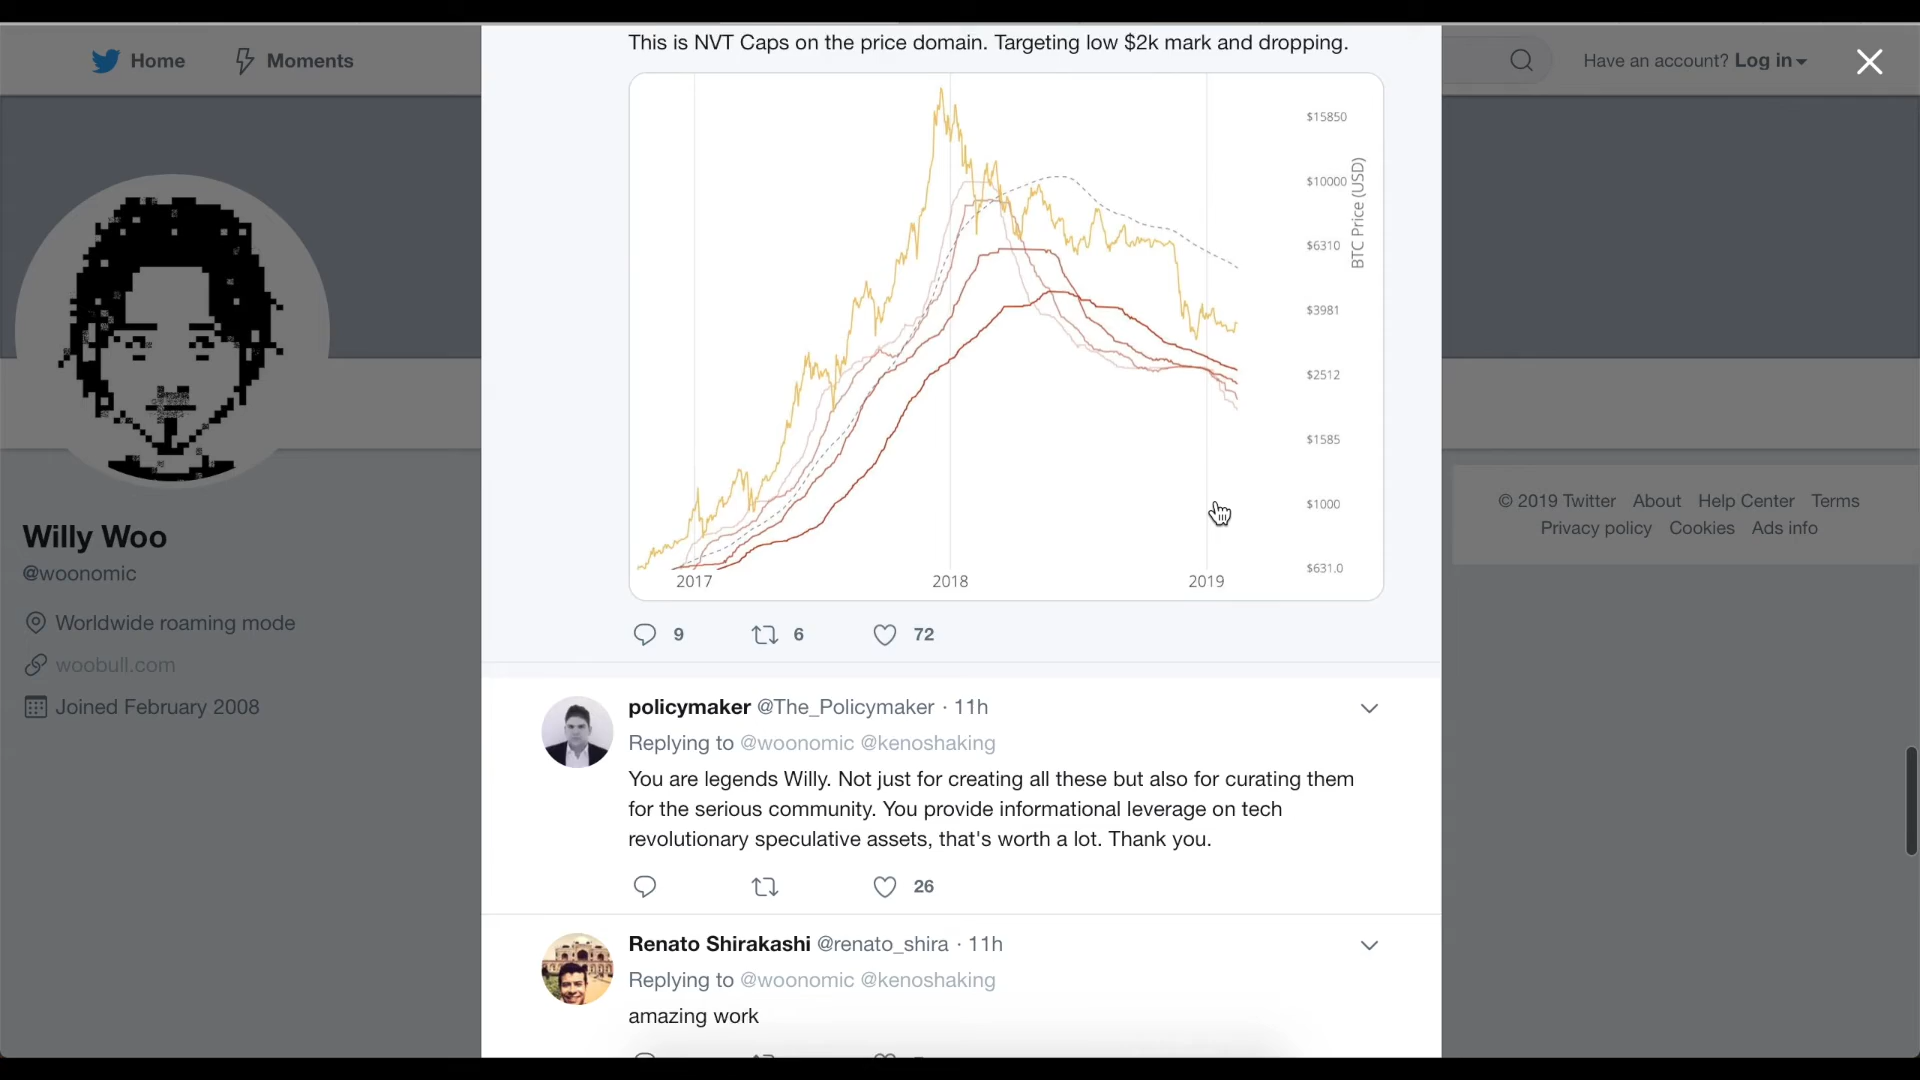 Home
Moments
Have an account? Log in
This is NVT Caps on the price domain. Targeting low $2k mark and dropping.
$15850
$10000
$6310
$3981
$2512
$1585
$1000
$631.0
BTC Price (USD)
2017
2018
2019
9
6
72
Willy Woo
@woonomic
Worldwide roaming mode
woobull.com
Joined February 2008
© 2019 Twitter About Help Center Terms
Privacy policy Cookies Ads info
policymaker @The_Policymaker · 11h
Replying to @woonomic @kenoshaking
You are legends Willy. Not just for creating all these but also for curating them
for the serious community. You provide informational leverage on tech
revolutionary speculative assets, that's worth a lot. Thank you.
26
Renato Shirakashi @renato_shira · 11h
Replying to @woonomic @kenoshaking
amazing work